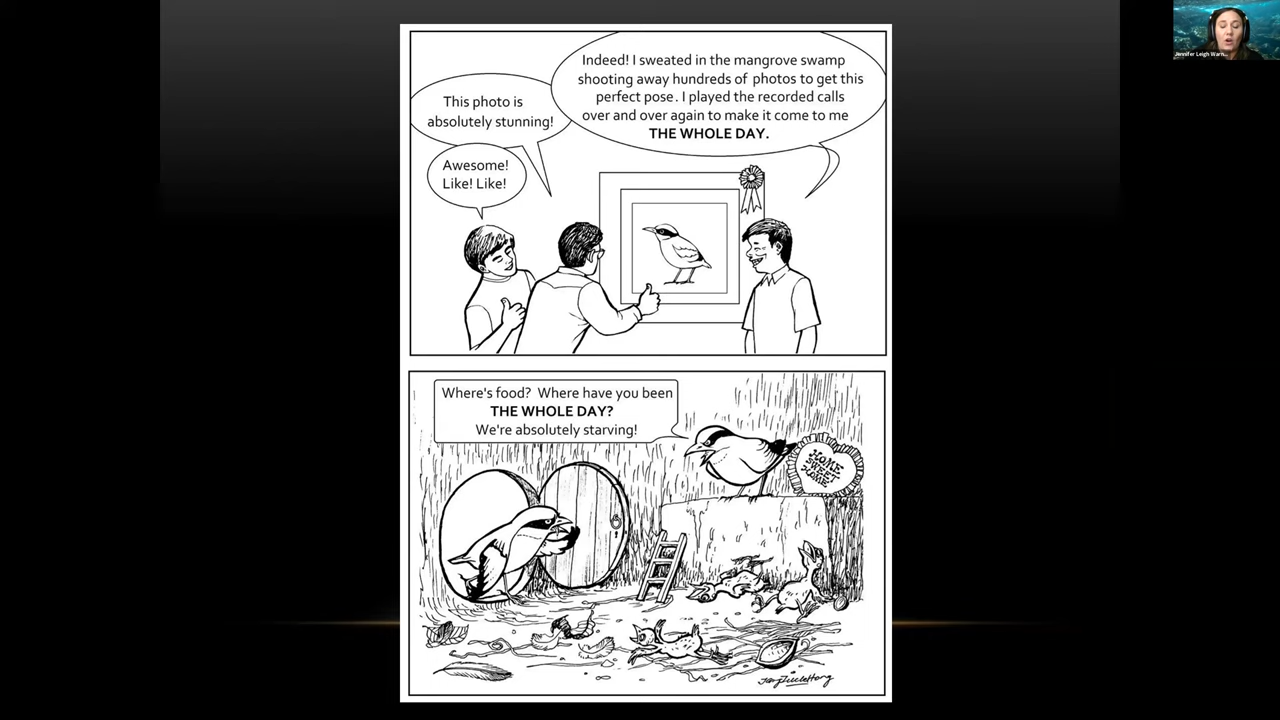 Jennifer Leigh Warn...
Indeed! I sweated in the mangrove swamp
shooting away hundreds of photos to get this
perfect pose. I played the recorded calls
over and over again to make it come to me
THE WHOLE DAY.
This photo is
absolutely stunning!
Awesome!
Like! Like!
Where's food? Where have you been
THE WHOLE DAY?
We're absolutely starving!
HOME
SWEET
HOME